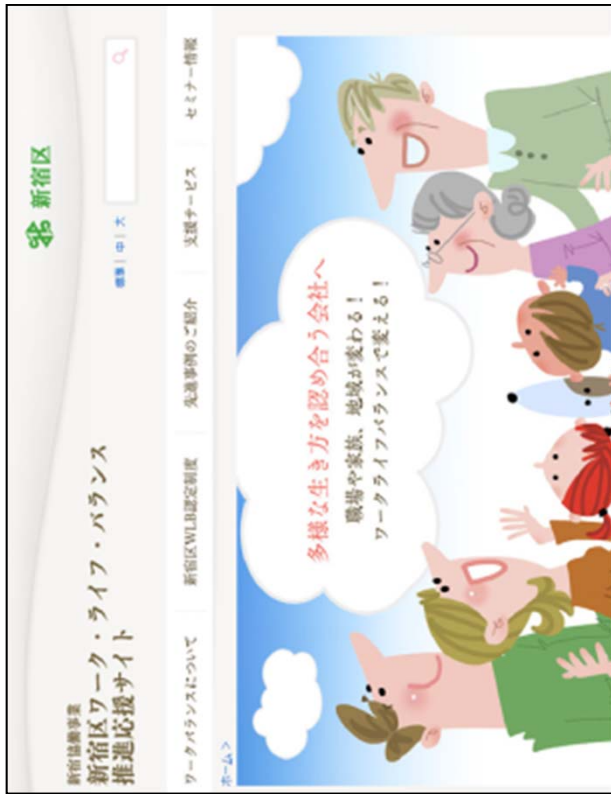 新宿区
新宿協働事業
新宿区ワーク・ライフ・バランス
推進応援サイト
標準 | 中 | 大
ワークバランスについて
新宿区WLB認定制度
先進事例のご紹介
支援サービス
セミナー情報
ホーム >
多様な生き方を認め合う会社へ
職場や家族、地域が変わる!
ワークライフバランスで変える!